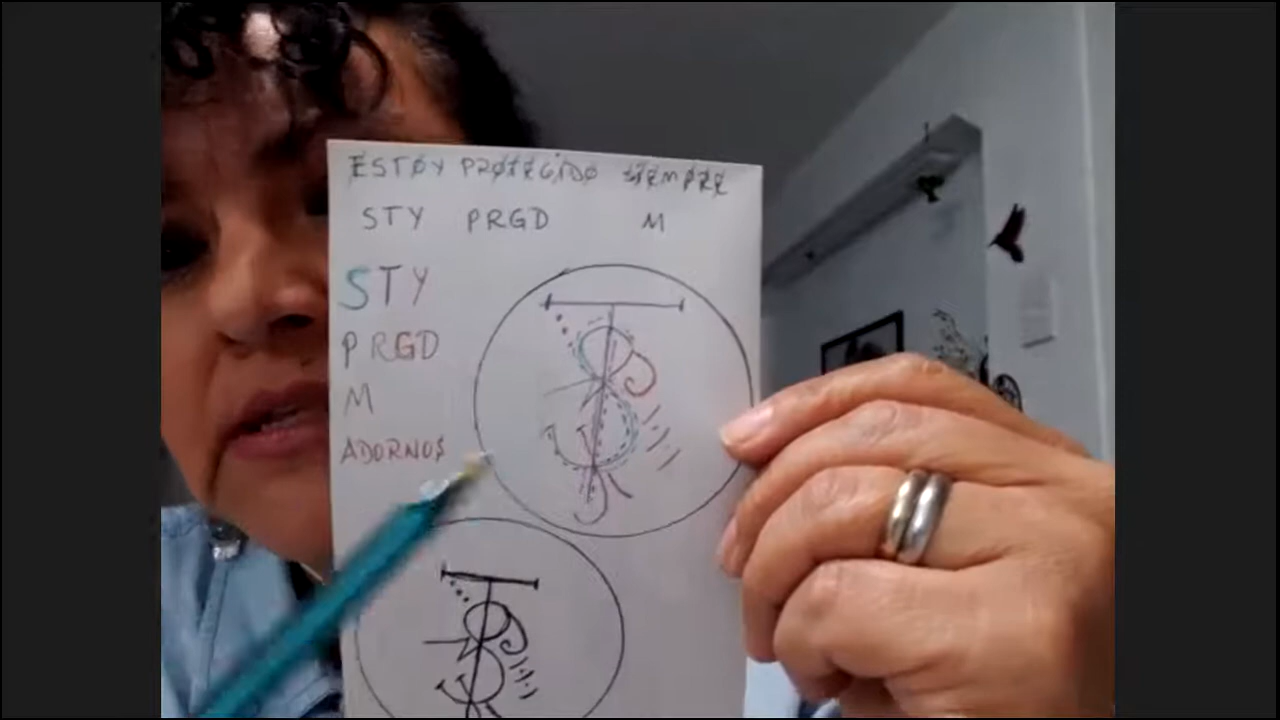 ESTOY PROTEGIDO SIEMPRE
STY PRGD M
STY
PRGD
M
ADORNOS